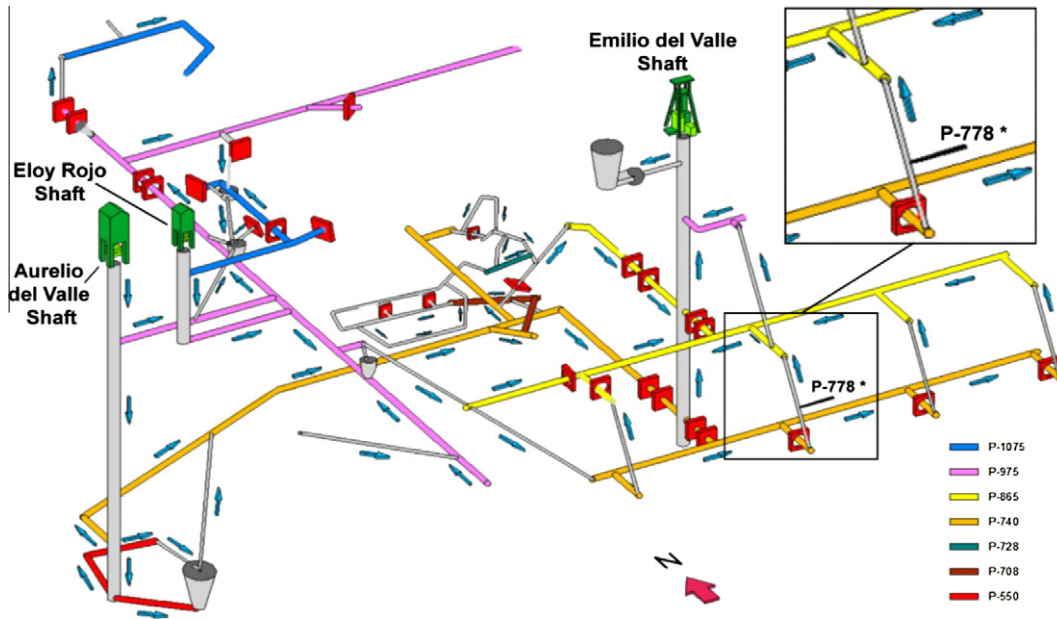 Emilio del Valle
Shaft
P-778 *
Eloy Rojo
Shaft
Aurelio
del Valle
Shaft
P-778 *
P-1075
P-975
P-865
P-740
P-728
P-708
P-550
N